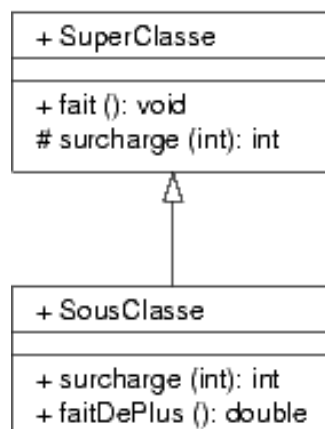 + SuperClasse
+ fait (): void
# surcharge (int): int
+ SousClasse
+ surcharge (int): int
+ faitDePlus (): double